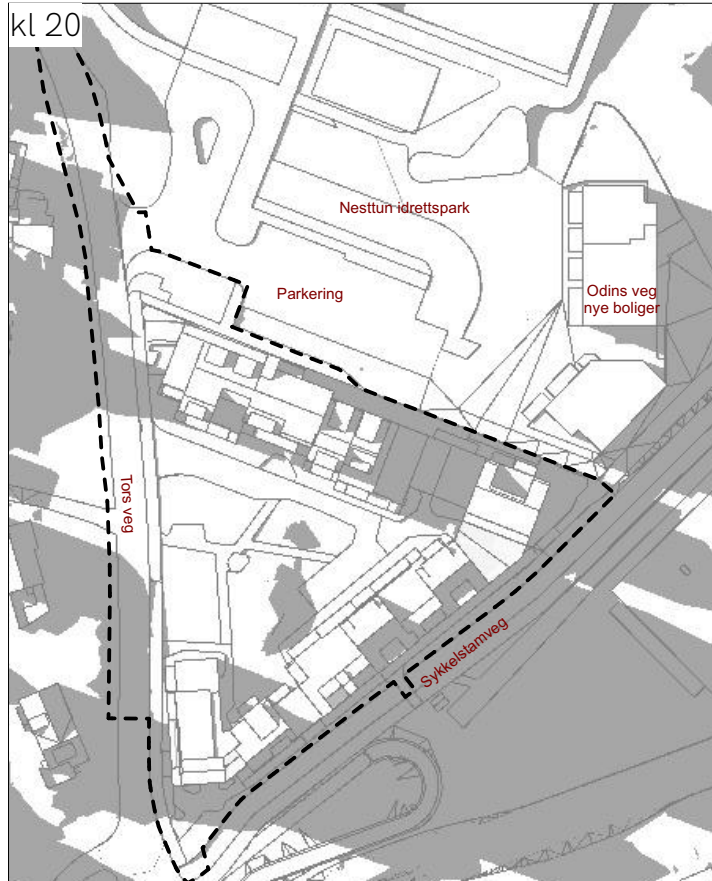 kl 20
Nesttun idrettspark
Parkering
Odins veg
nye boliger
Tors veg
Sykkelstamveg